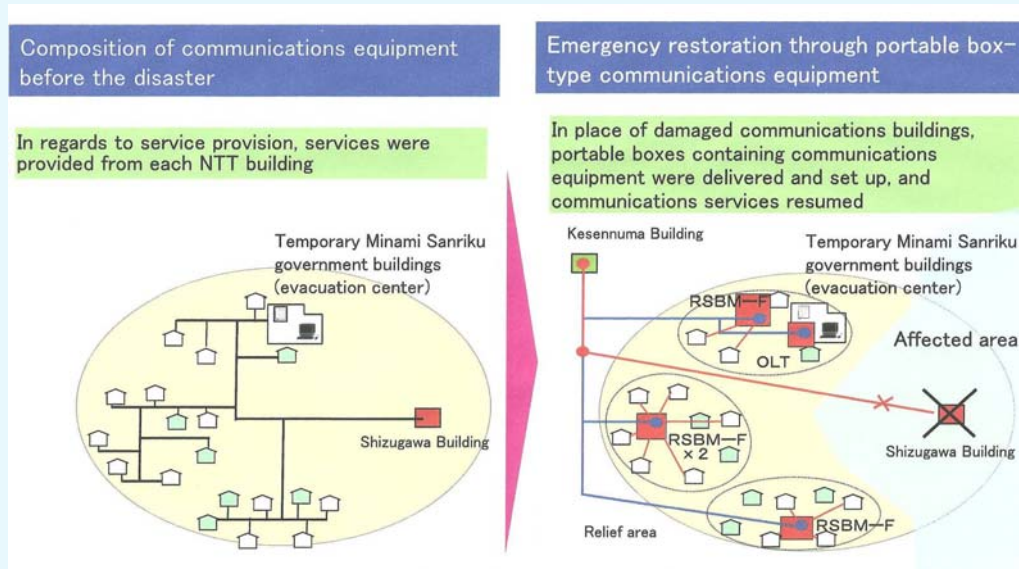 Composition of communications equipment
before the disaster
In regards to service provision, services were
provided from each NTT building
Temporary Minami Sanriku
government buildings
(evacuation center)
Shizugawa Building
Emergency restoration through portable box-
type communications equipment
In place of damaged communications buildings,
portable boxes containing communications
equipment were delivered and set up, and
communications services resumed
Kesennuma Building
Temporary Minami Sanriku
government buildings
(evacuation center)
RSBM-F
OLT
Affected area
RSBM-F
×2
Shizugawa Building
RSBM-F
Relief area